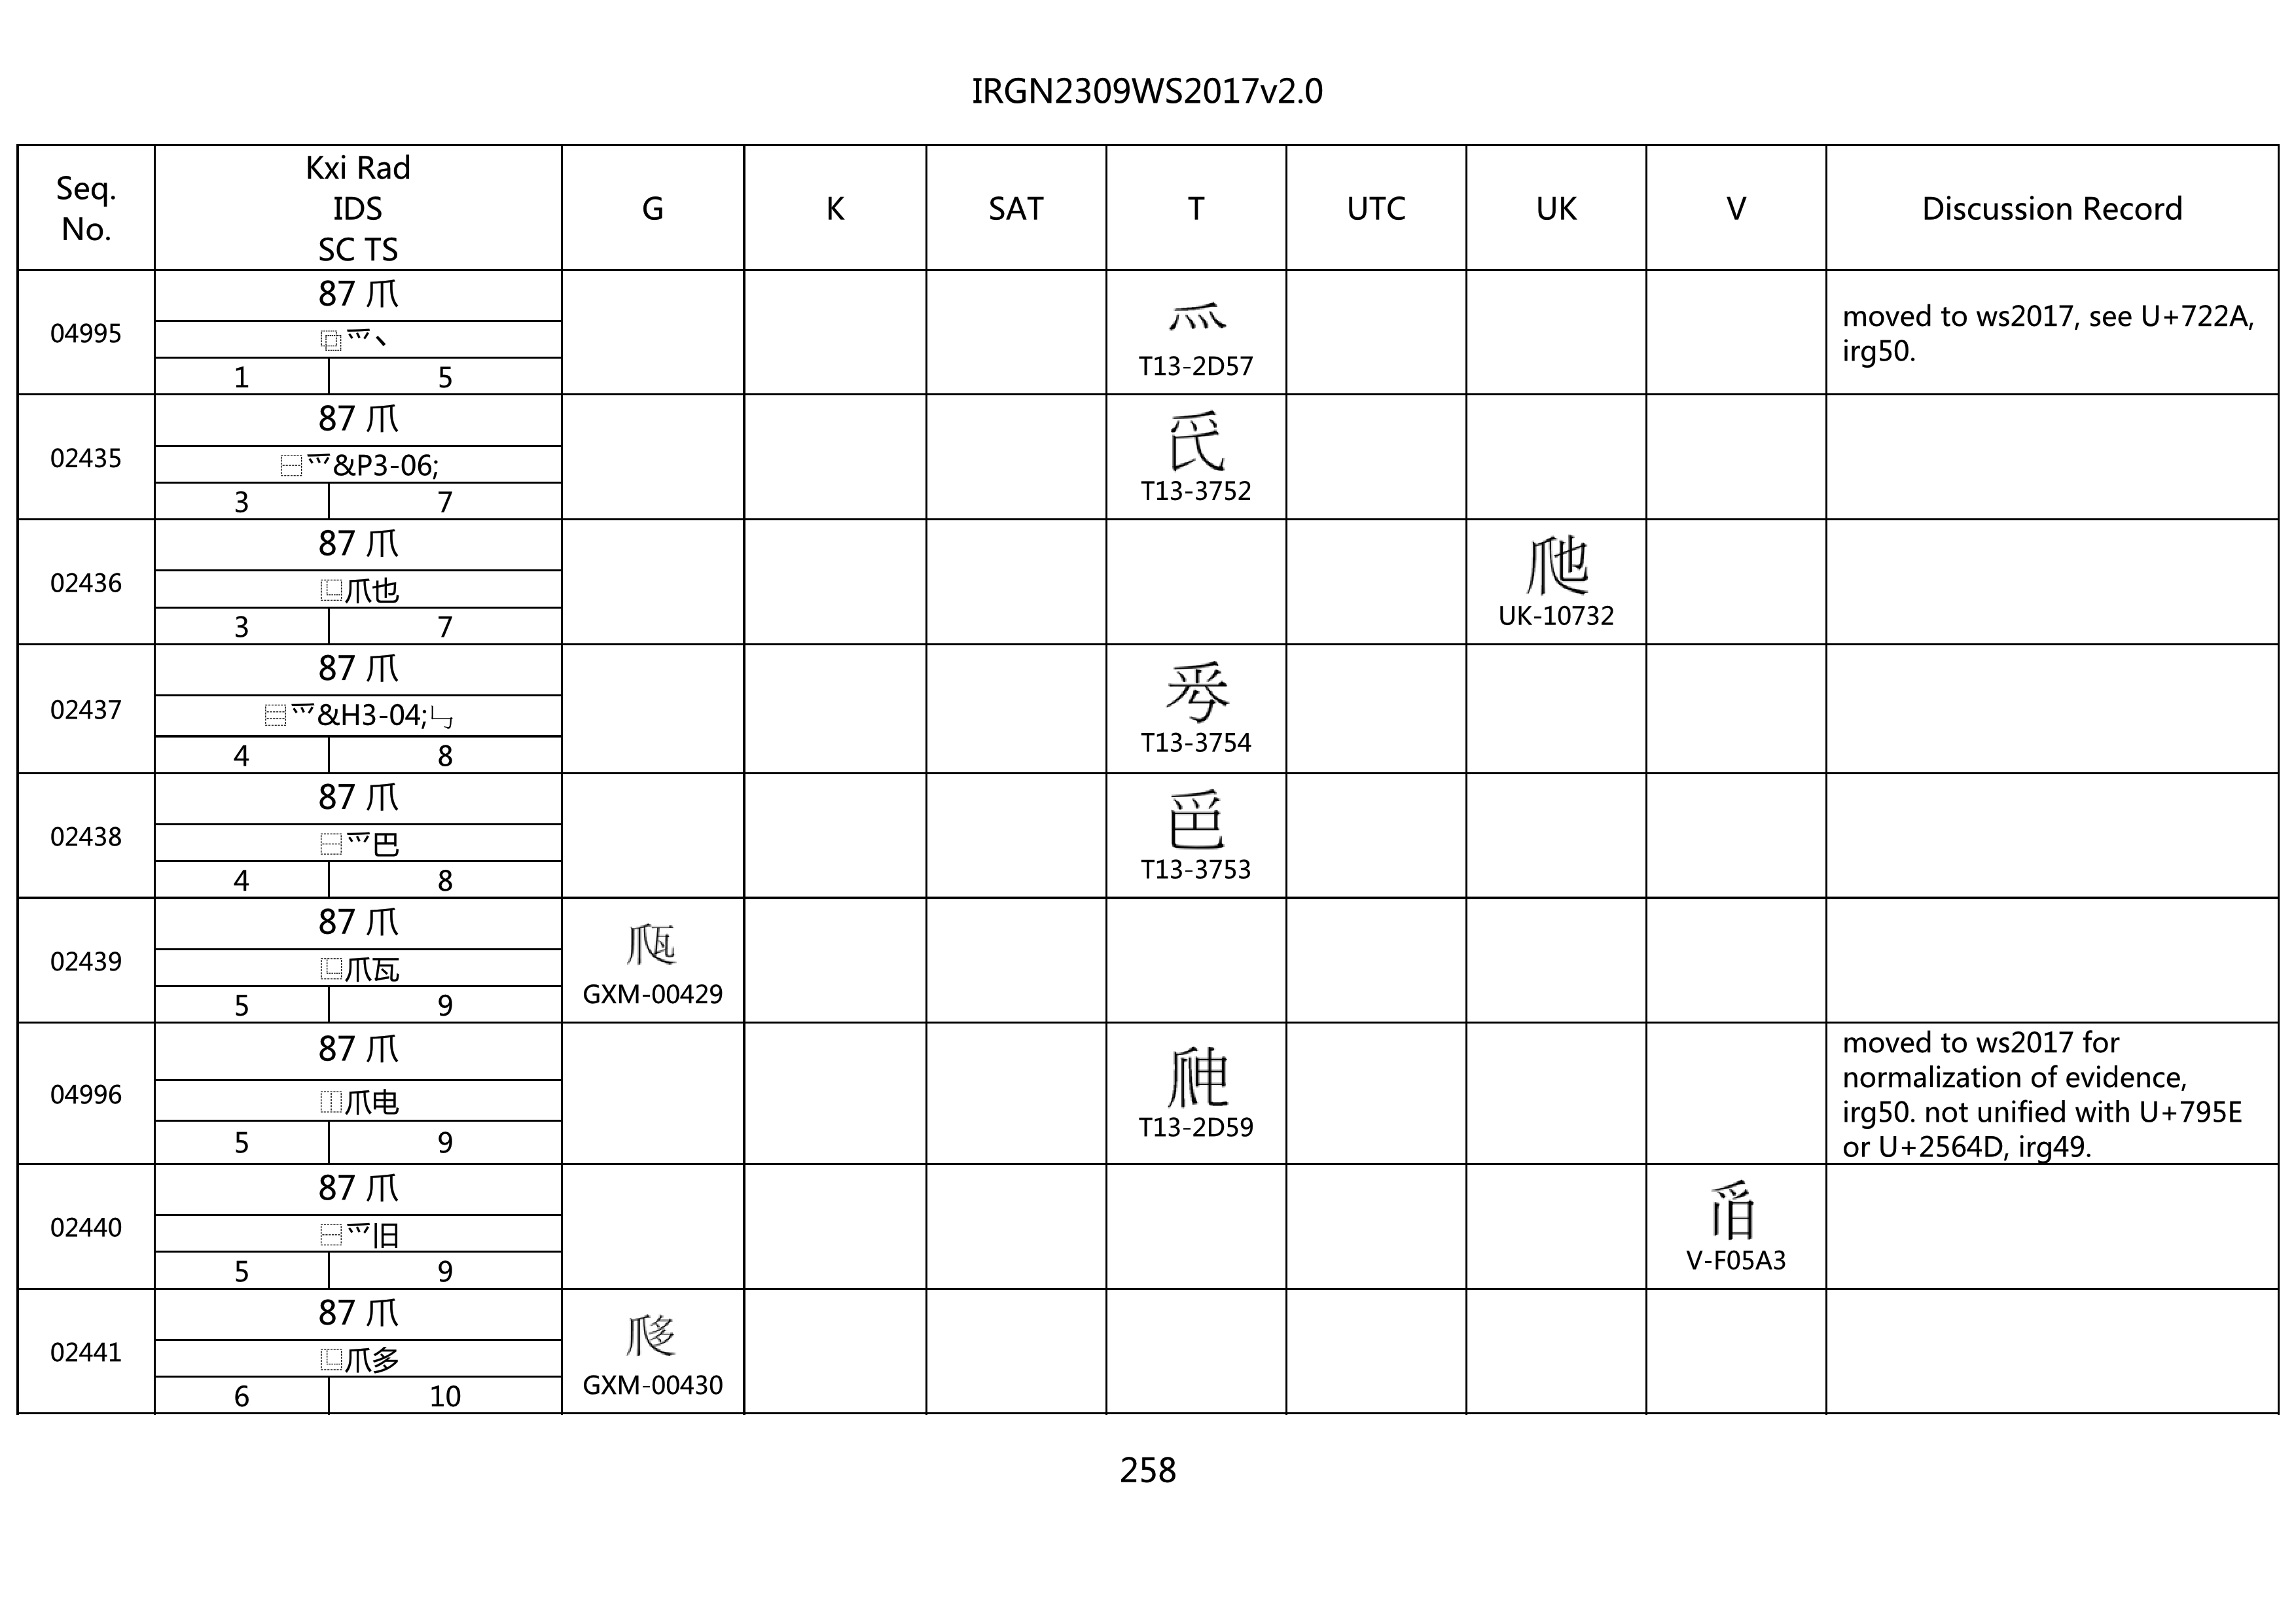 IRGN2309WS2017v2.0
Seq. No.
Kxi Rad
IDS
SC TS
G
K
SAT
T
UTC
UK
V
Discussion Record
04995
87 爪
⿻爫丶
1 5
T13-2D57
moved to ws2017, see U+722A,
irg50.
02435
87 爪
⿱爫&P3-06;
3 7
T13-3752
02436
87 爪
⿺爪也
3 7
UK-10732
02437
87 爪
⿳爫&H3-04;㇉
4 8
T13-3754
02438
87 爪
⿱爫巴
4 8
T13-3753
02439
87 爪
⿺爪瓦
5 9
GXM-00429
04996
87 爪
⿰爪电
5 9
T13-2D59
moved to ws2017 for
normalization of evidence,
irg50. not unified with U+795E
or U+2564D, irg49.
02440
87 爪
⿱爫旧
5 9
V-F05A3
02441
87 爪
⿺爪多
6 10
GXM-00430
258